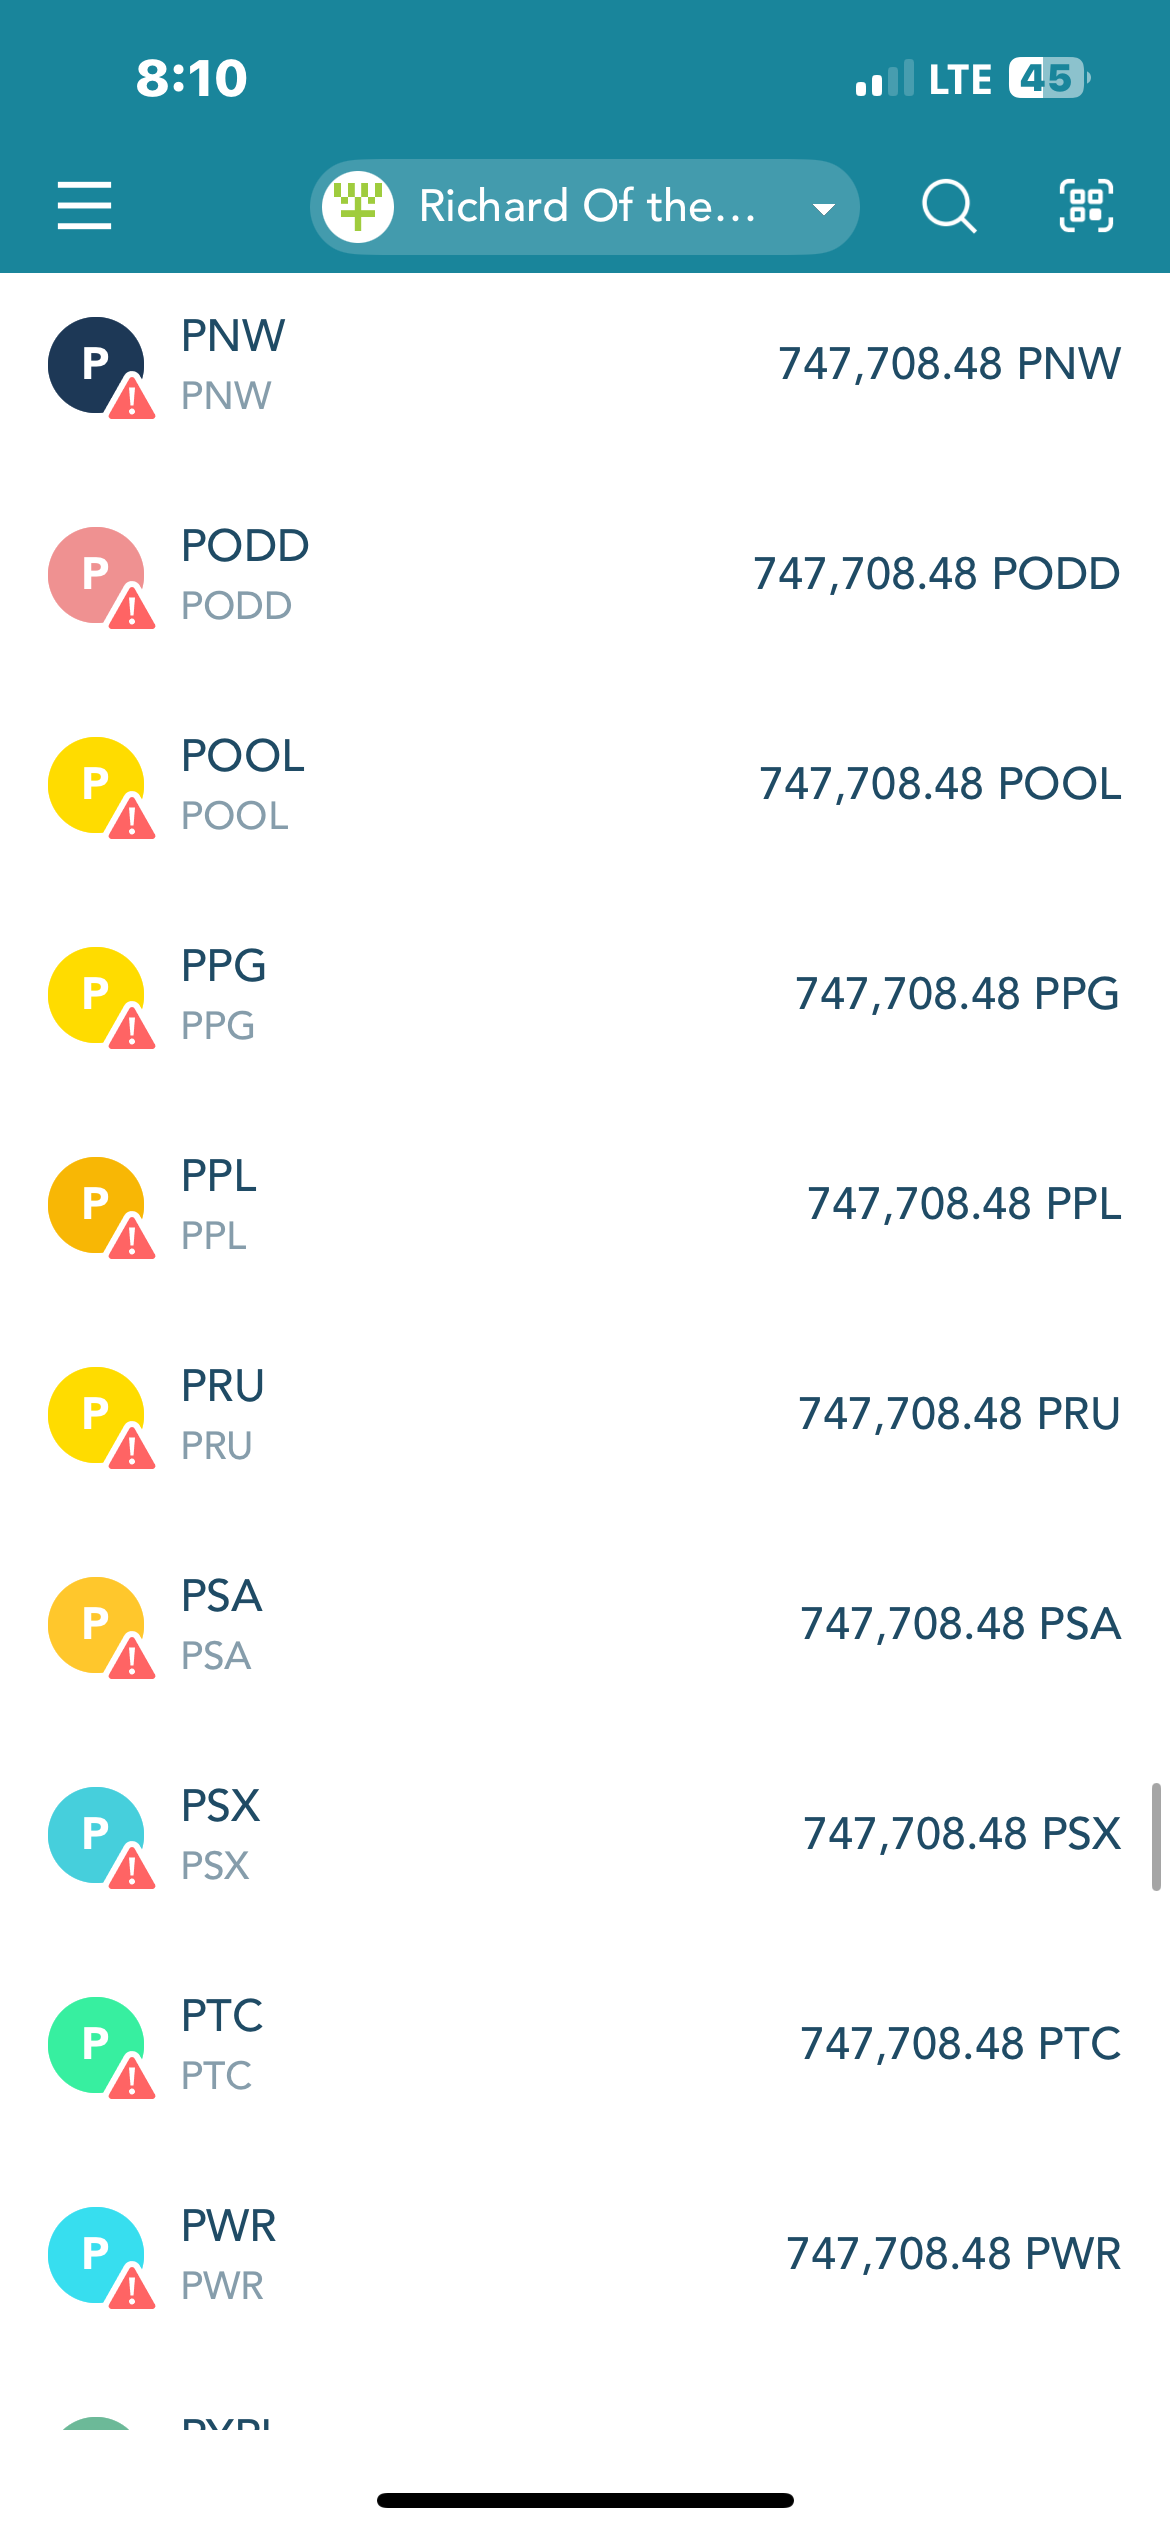 8:10 LTE 45
Richard Of the...
PNW
PNW
747,708.48 PNW
P
PODD
PODD
747,708.48 PODD
P
POOL
POOL
747,708.48 POOL
P
PPG
PPG
747,708.48 PPG
P
PPL
PPL
747,708.48 PPL
P
PRU
PRU
747,708.48 PRU
P
PSA
PSA
747,708.48 PSA
P
PSX
PSX
747,708.48 PSX
P
PTC
PTC
747,708.48 PTC
P
PWR
PWR
747,708.48 PWR
P